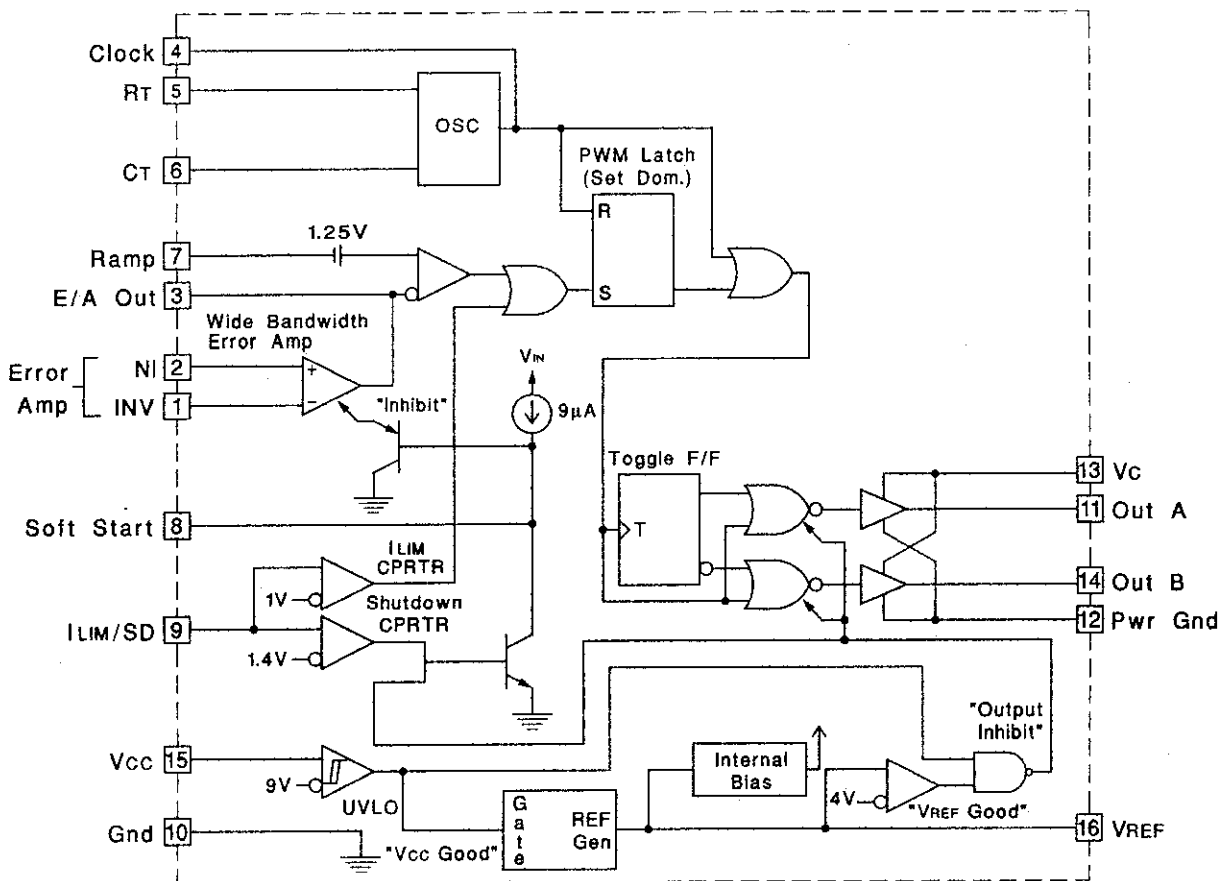 Clock 4
RT 5
OSC
CT 6
PWM Latch
(Set Dom.)
R
S
1.25V
Ramp 7
E/A Out 3
Wide Bandwidth
Error Amp
Error
Amp
NI 2
INV 1
+
−
"Inhibit"
VIN
9µA
Toggle F/F
T
13 Vc
11 Out A
14 Out B
12 Pwr Gnd
Soft Start 8
ILIM
CPRTR
1V
Shutdown
CPRTR
ILIM/SD 9
1.4V
"Output
Inhibit"
Vcc 15
9V
UVLO
Internal
Bias
4V
"VREF Good"
Gate
REF
Gen
"Vcc Good"
Gnd 10
16 VREF